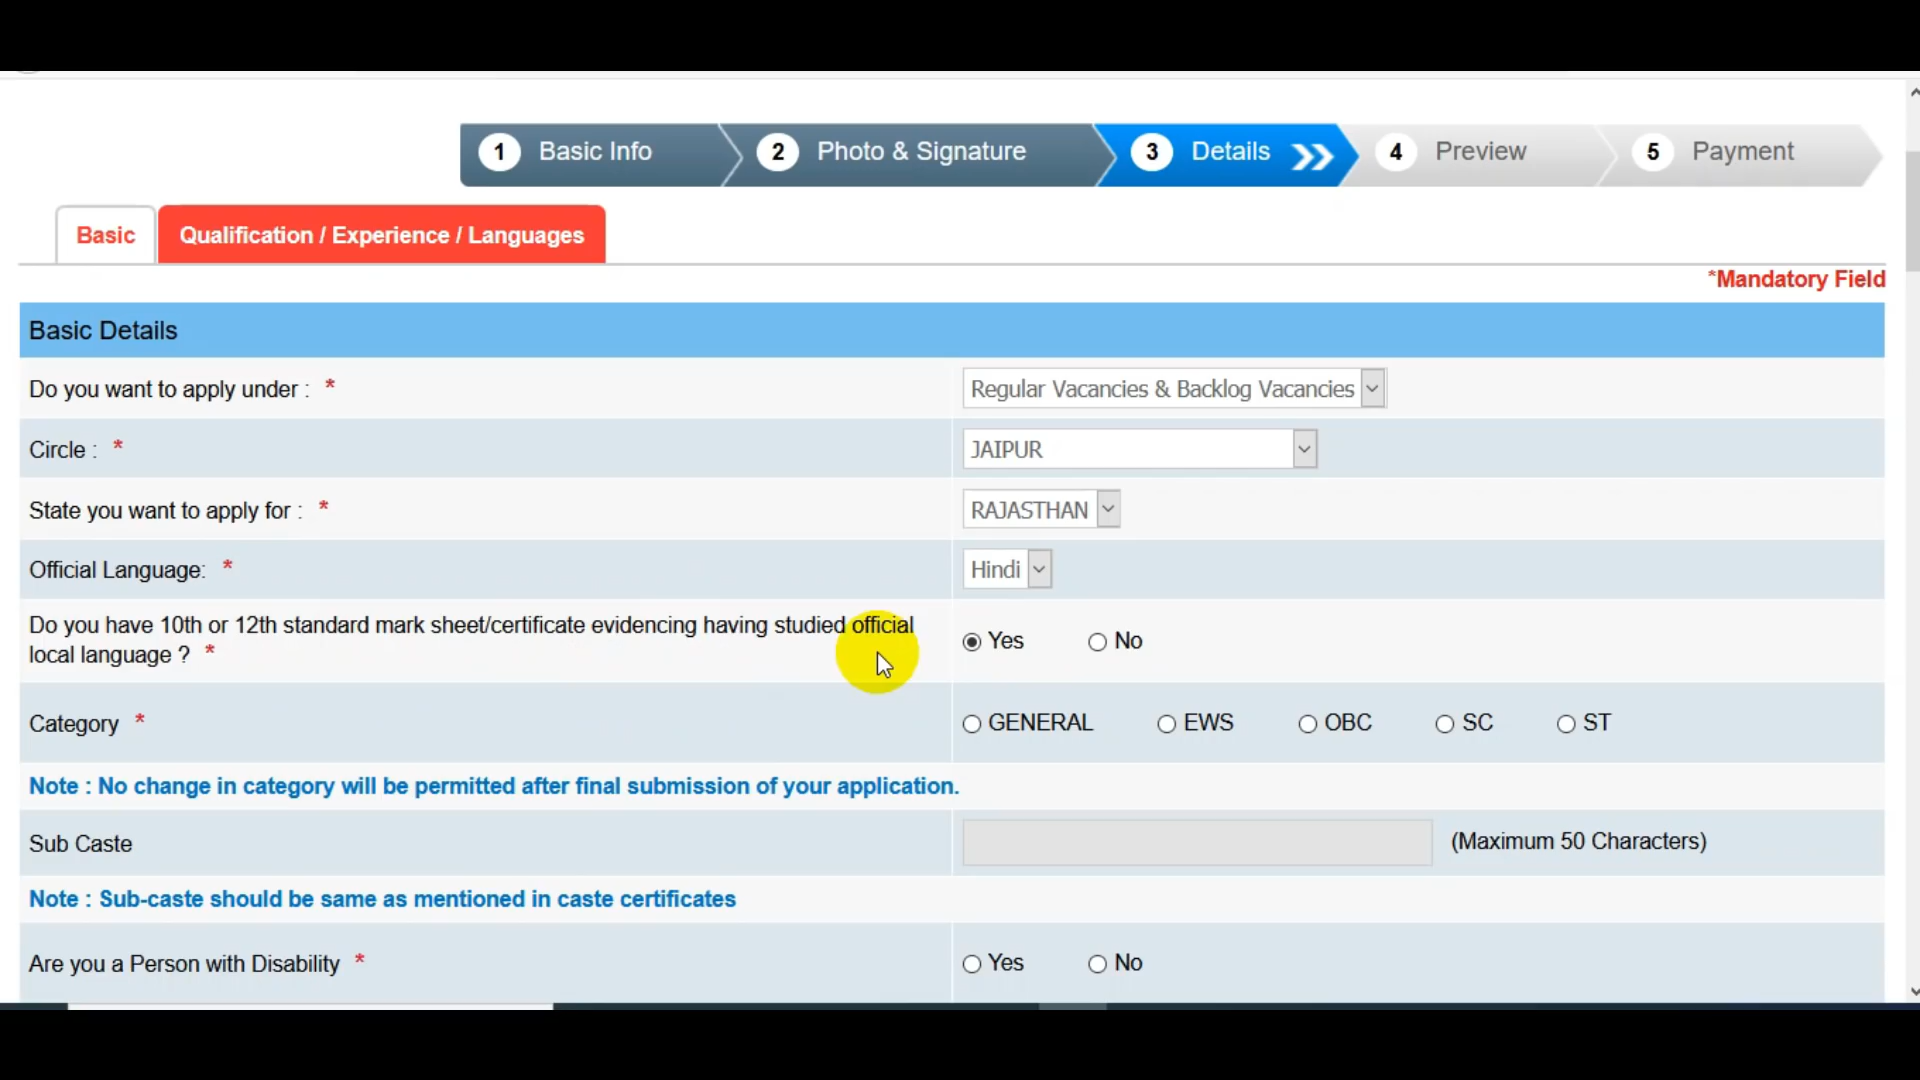 1 Basic Info 2 Photo & Signature 3 Details 4 Preview 5 Payment
Basic Qualification / Experience / Languages
*Mandatory Field
Basic Details
Do you want to apply under : * Regular Vacancies & Backlog Vacancies
Circle : * JAIPUR
State you want to apply for : * RAJASTHAN
Official Language: * Hindi
Do you have 10th or 12th standard mark sheet/certificate evidencing having studied official
local language ? * Yes No
Category * GENERAL EWS OBC SC ST
Note : No change in category will be permitted after final submission of your application.
Sub Caste (Maximum 50 Characters)
Note : Sub-caste should be same as mentioned in caste certificates
Are you a Person with Disability * Yes No